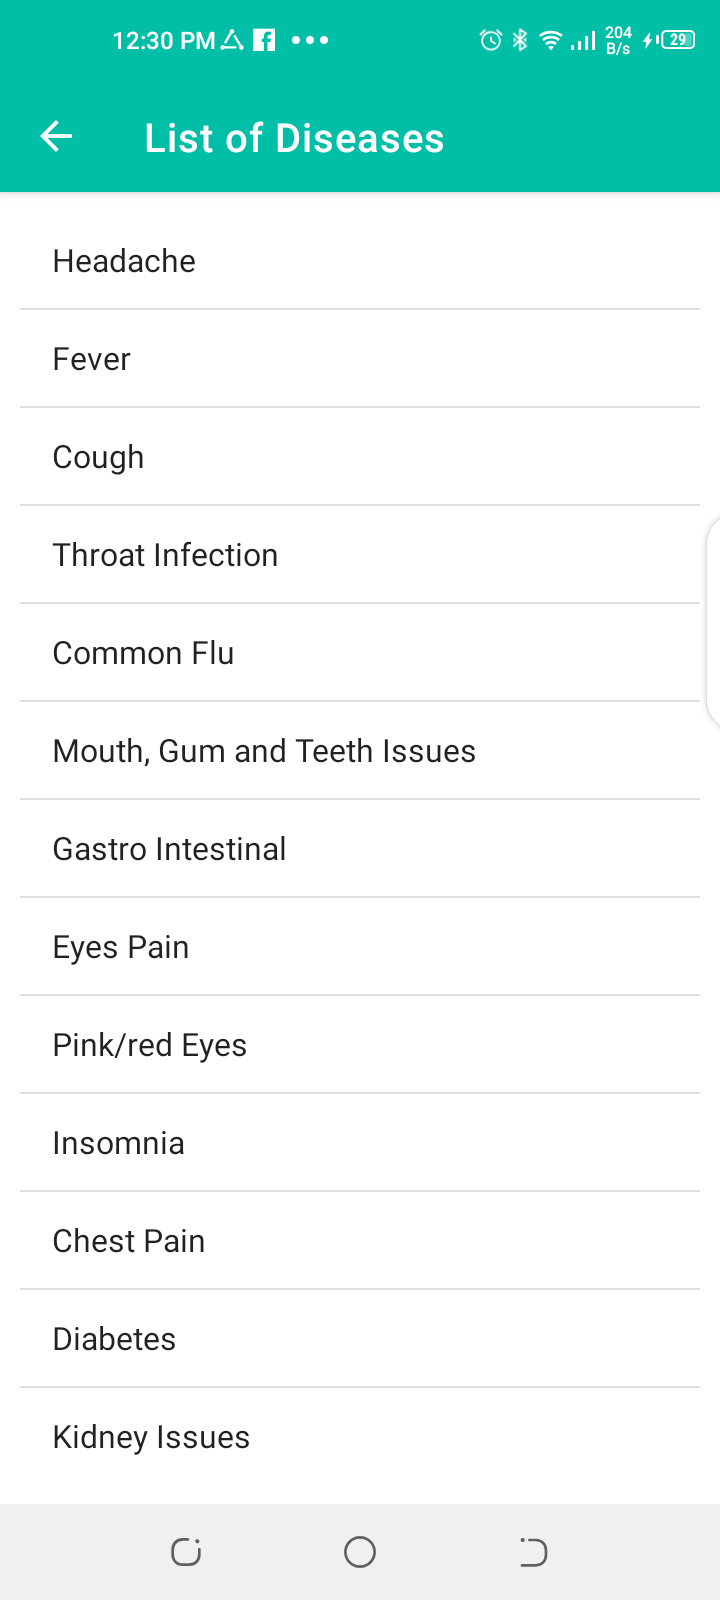 12:30 PM
204
B/s
29
List of Diseases
Headache
Fever
Cough
Throat Infection
Common Flu
Mouth, Gum and Teeth Issues
Gastro Intestinal
Eyes Pain
Pink/red Eyes
Insomnia
Chest Pain
Diabetes
Kidney Issues